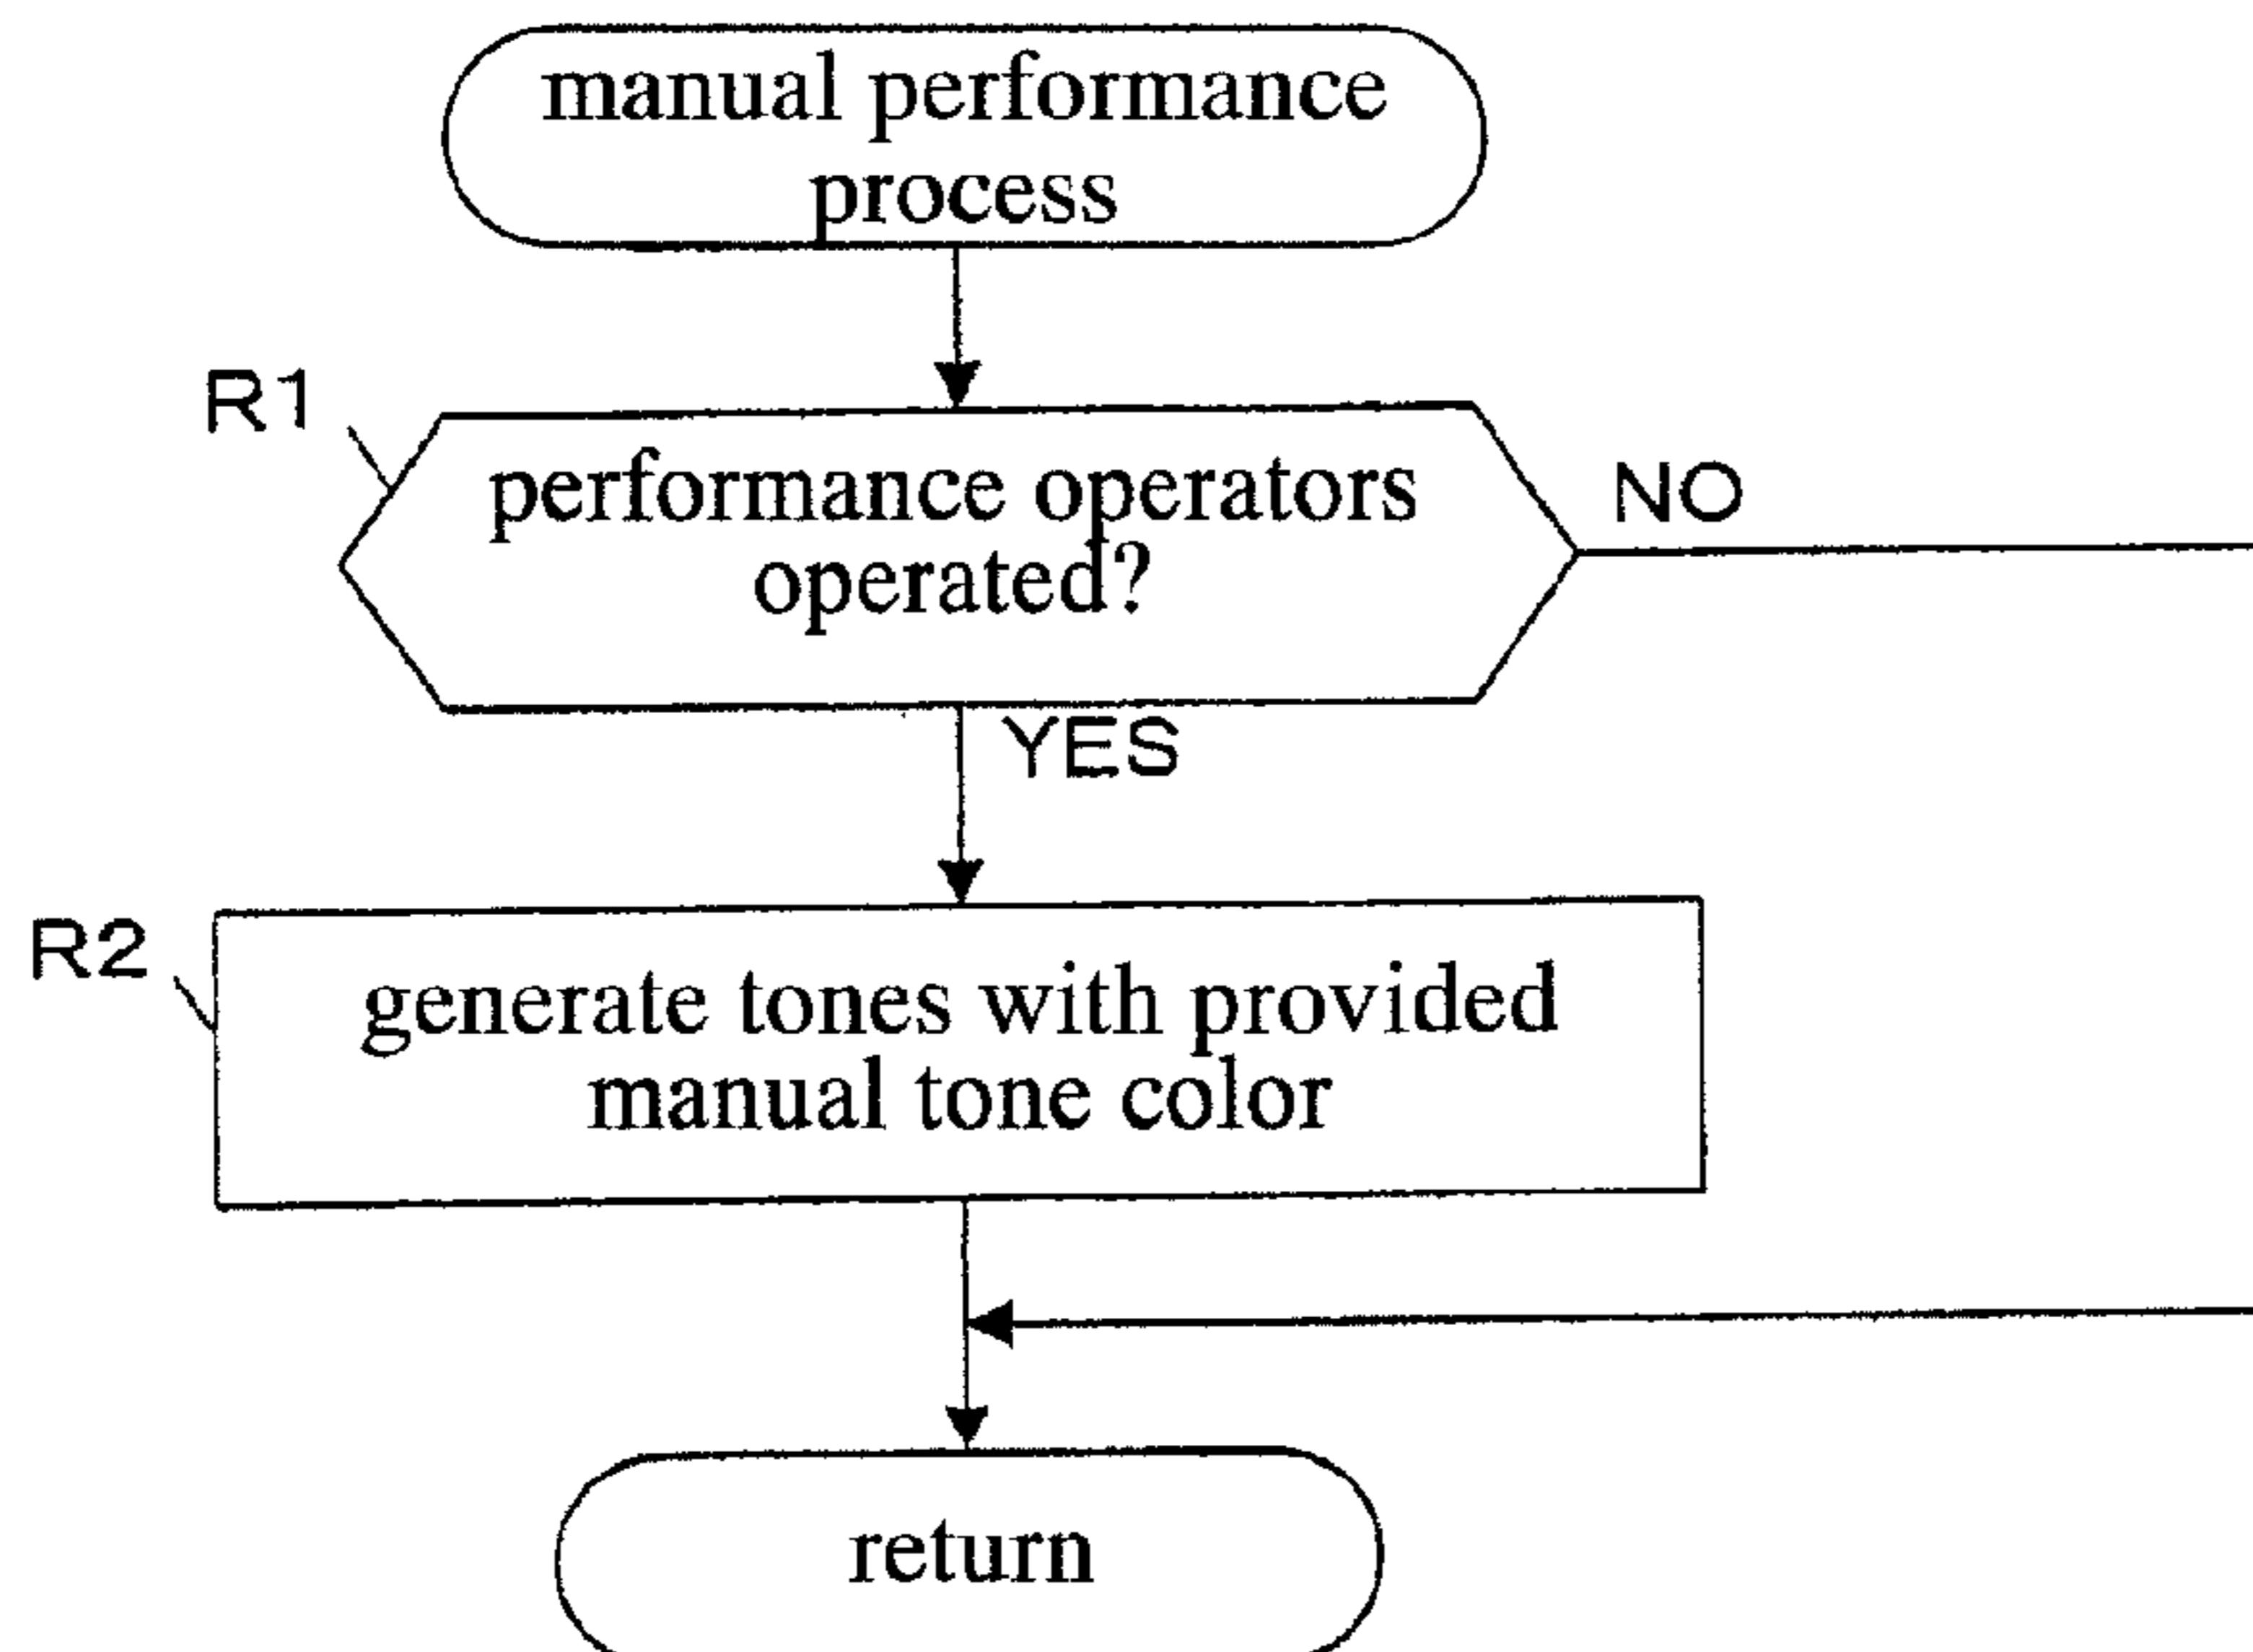 manual performance
process
R1
performance operators
operated?
NO
YES
R2
generate tones with provided
manual tone color
return